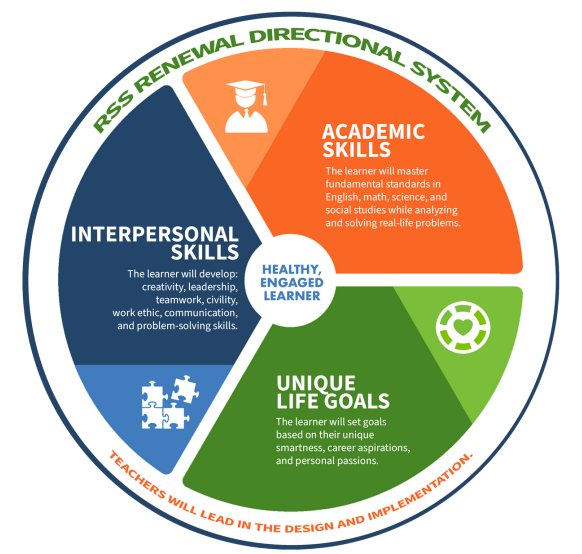 RSS RENEWAL DIRECTIONAL SYSTEM
ACADEMIC
SKILLS
The learner will master
fundamental standards in
English, math, science, and
social studies while analyzing
and solving real-life problems.
INTERPERSONAL
SKILLS
The learner will develop:
creativity, leadership,
teamwork, civility,
work ethic, communication,
and problem-solving skills.
HEALTHY,
ENGAGED
LEARNER
UNIQUE
LIFE GOALS
The learner will set goals
based on their unique
smartness, career aspirations,
and personal passions.
TEACHERS WILL LEAD IN THE DESIGN AND IMPLEMENTATION.